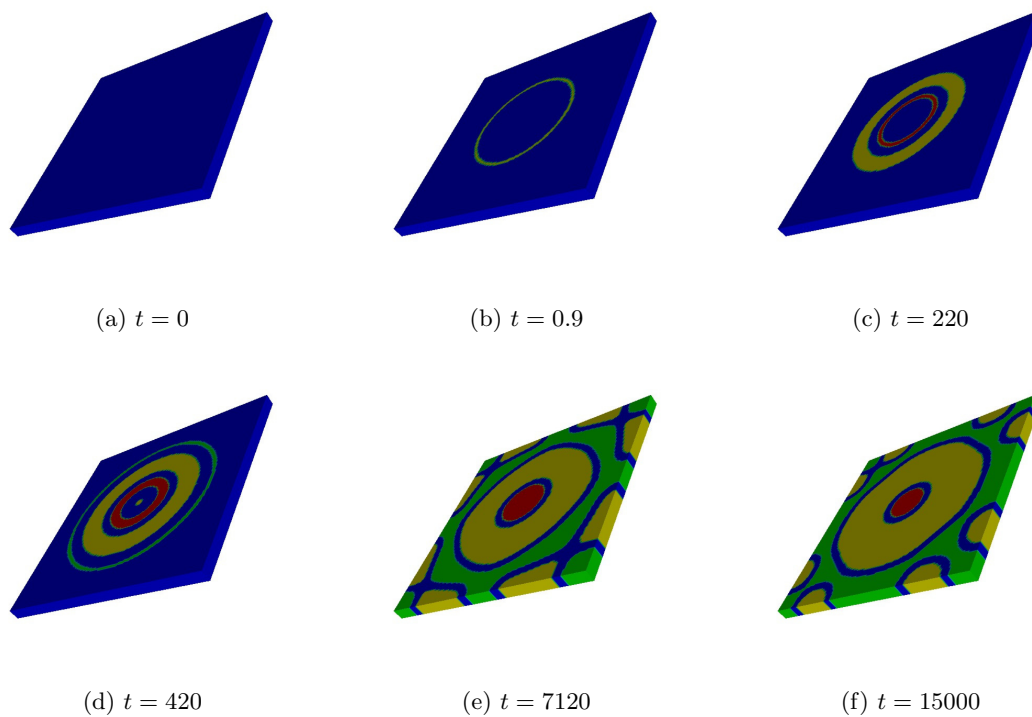 (a) t = 0
(b) t = 0.9
(c) t = 220
(d) t = 420
(e) t = 7120
(f) t = 15000